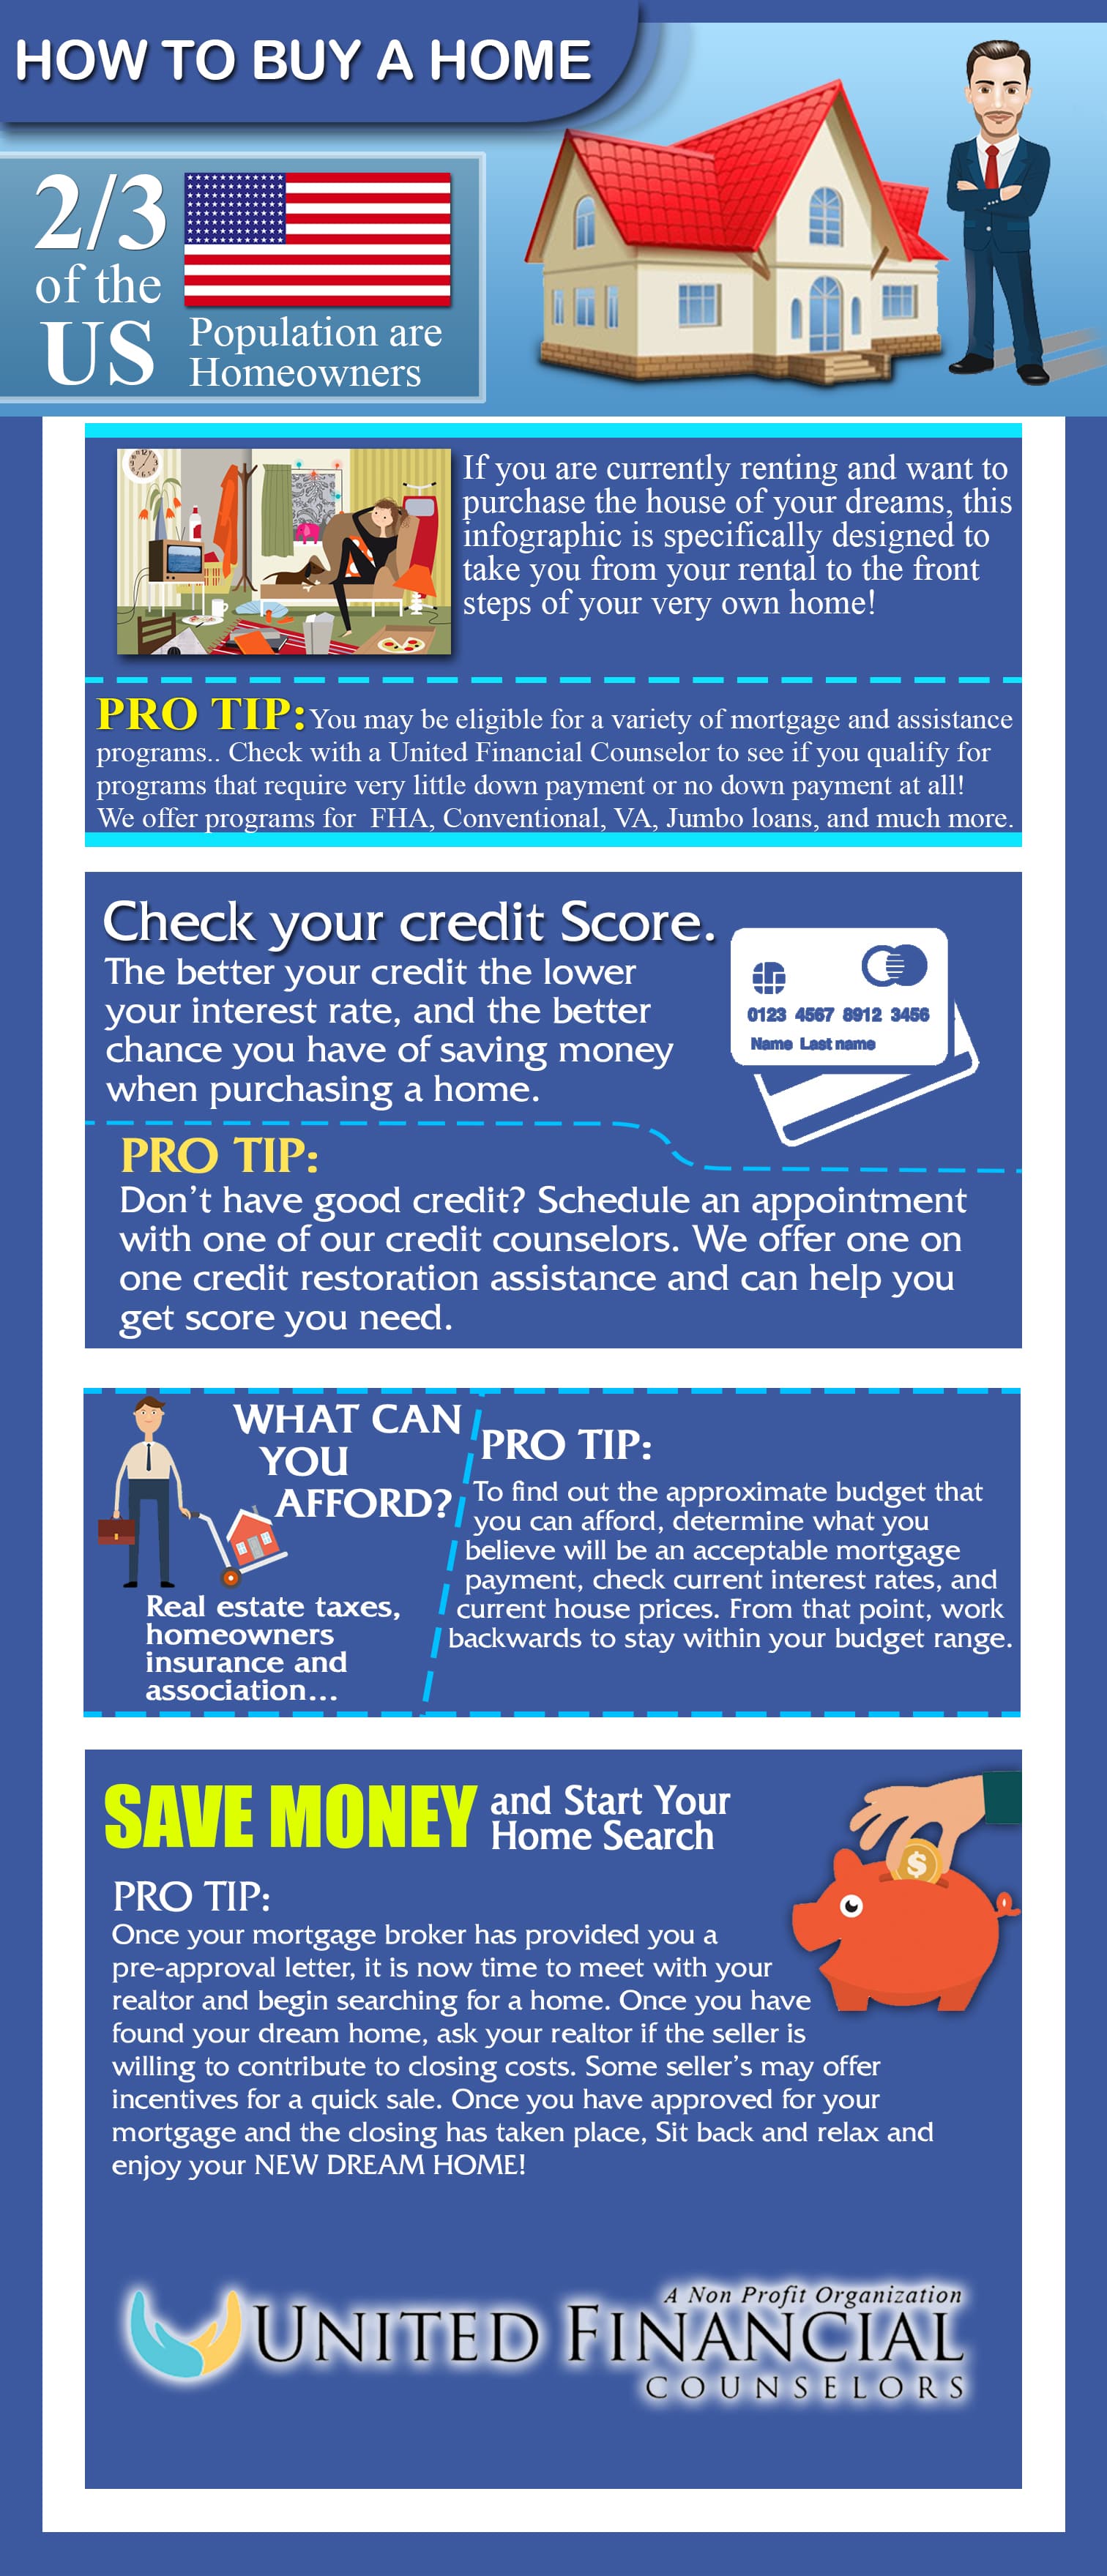 HOW TO BUY A HOME
2/3
of the
US
Population are
Homeowners
If you are currently renting and want to
purchase the house of your dreams, this
infographic is specifically designed to
take you from your rental to the front
steps of your very own home!
PRO TIP: You may be eligible for a variety of mortgage and assistance
programs.. Check with a United Financial Counselor to see if you qualify for
programs that require very little down payment or no down payment at all!
We offer programs for FHA, Conventional, VA, Jumbo loans, and much more.
Check your credit Score.
The better your credit the lower
your interest rate, and the better
chance you have of saving money
when purchasing a home.
0123 4567 8912 3456
Name Last name
PRO TIP:
Don't have good credit? Schedule an appointment
with one of our credit counselors. We offer one on
one credit restoration assistance and can help you
get score you need.
WHAT CAN
YOU
AFFORD?
Real estate taxes,
homeowners
insurance and
association...
PRO TIP:
To find out the approximate budget that
you can afford, determine what you
believe will be an acceptable mortgage
payment, check current interest rates, and
current house prices. From that point, work
backwards to stay within your budget range.
SAVE MONEY and Start Your
Home Search
$
PRO TIP:
Once your mortgage broker has provided you a
pre-approval letter, it is now time to meet with your
realtor and begin searching for a home. Once you have
found your dream home, ask your realtor if the seller is
willing to contribute to closing costs. Some seller's may offer
incentives for a quick sale. Once you have approved for your
mortgage and the closing has taken place, Sit back and relax and
enjoy your NEW DREAM HOME!
A Non Profit Organization
UNITED FINANCIAL
COUNSELORS